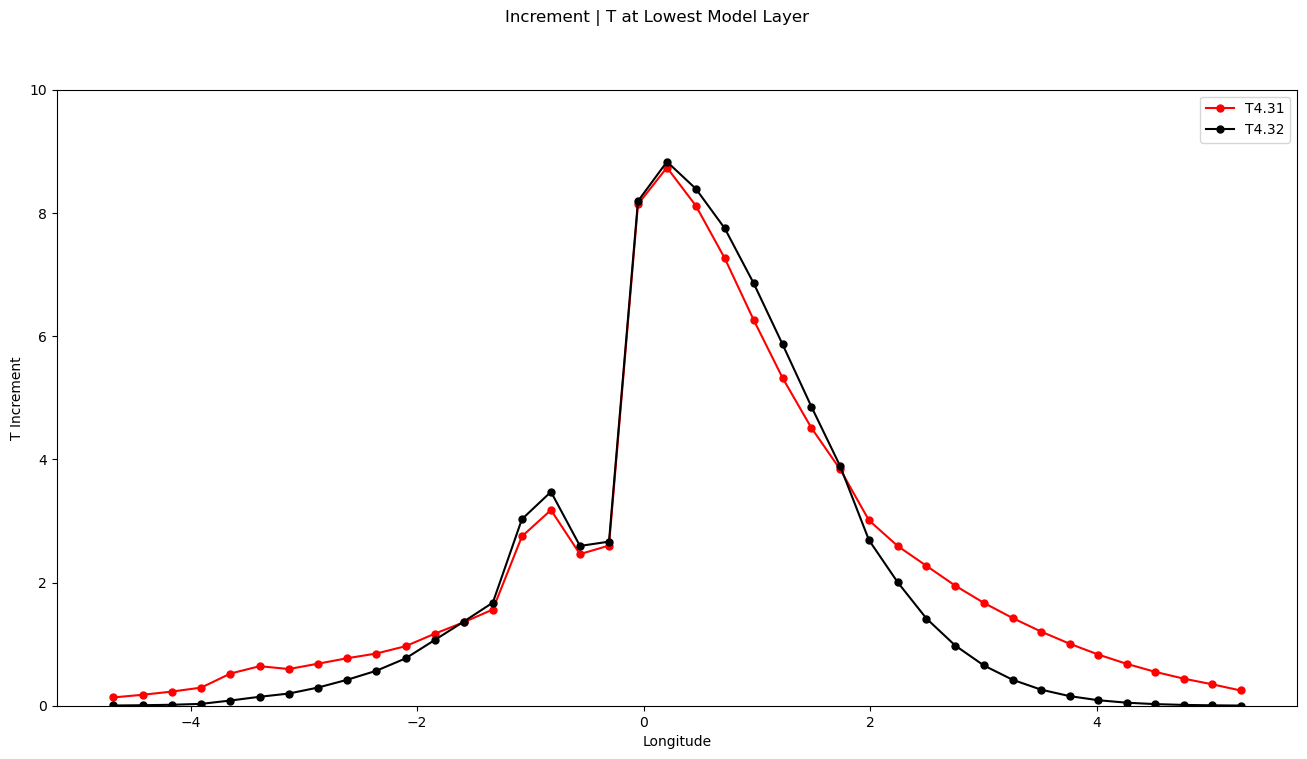 Increment | T at Lowest Model Layer
T4.31
T4.32
T Increment
10
8
6
4
2
0
−4
−2
0
2
4
Longitude